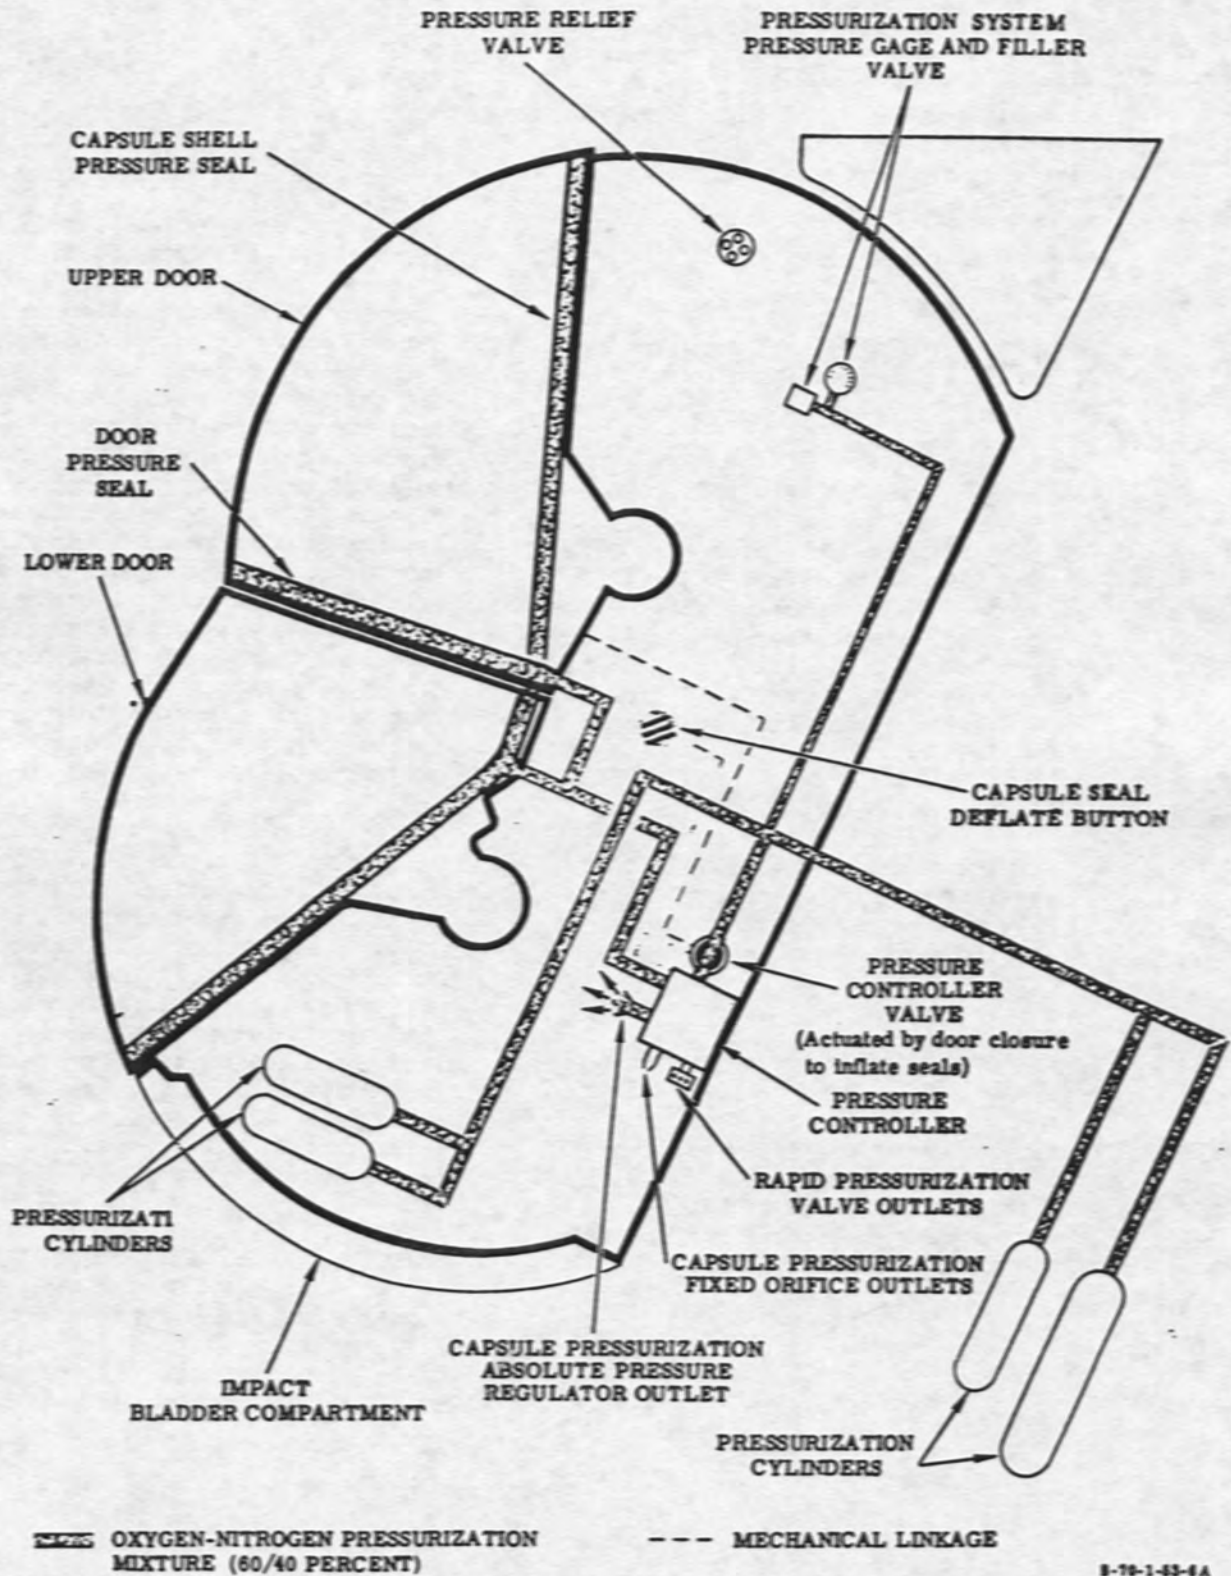 PRESSURE RELIEF
VALVE
PRESSURIZATION SYSTEM
PRESSURE GAGE AND FILLER
VALVE
CAPSULE SHELL
PRESSURE SEAL
UPPER DOOR
DOOR
PRESSURE
SEAL
LOWER DOOR
CAPSULE SEAL
DEFLATE BUTTON
PRESSURE
CONTROLLER
VALVE
(Actuated by door closure
to inflate seals)
PRESSURE
CONTROLLER
RAPID PRESSURIZATION
VALVE OUTLETS
PRESSURIZATI
CYLINDERS
CAPSULE PRESSURIZATION
FIXED ORIFICE OUTLETS
CAPSULE PRESSURIZATION
ABSOLUTE PRESSURE
REGULATOR OUTLET
IMPACT
BLADDER COMPARTMENT
PRESSURIZATION
CYLINDERS
OXYGEN-NITROGEN PRESSURIZATION
MIXTURE (60/40 PERCENT)
MECHANICAL LINKAGE